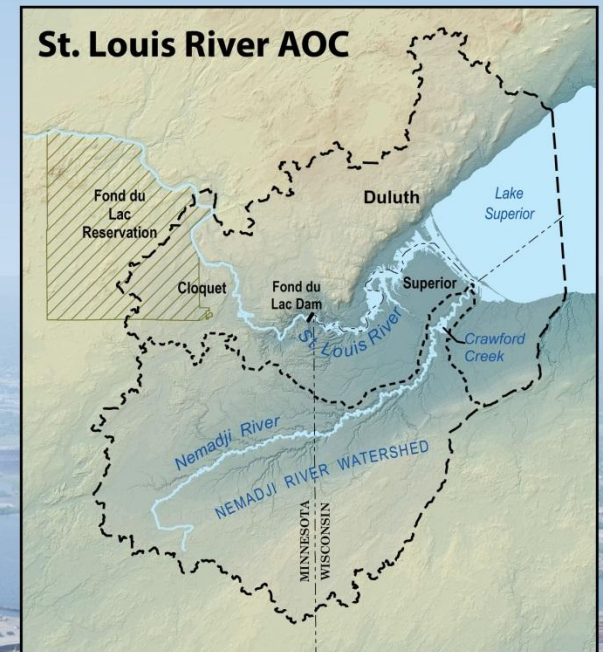 St. Louis River AOC
Fond du
Lac
Reservation
Duluth
Lake
Superior
Cloquet
Fond du
Lac Dam
Superior
St. Louis River
Crawford
Creek
Nemadji River
NEMADJI RIVER WATERSHED
MINNESOTA
WISCONSIN